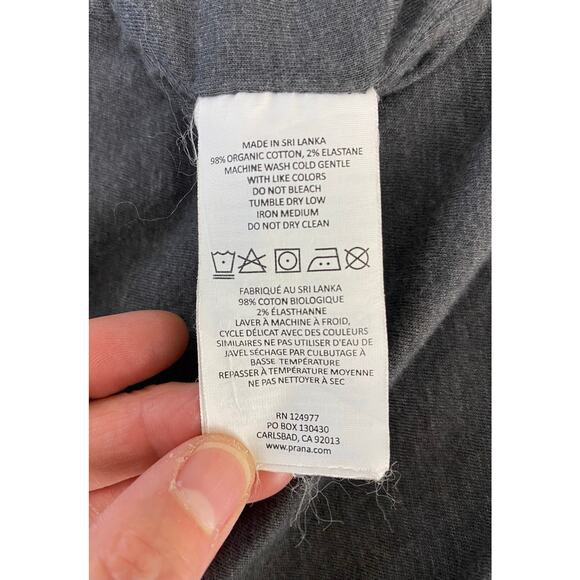 MADE IN SRI LANKA
98% ORGANIC COTTON, 2% ELASTANE
MACHINE WASH COLD GENTLE
WITH LIKE COLORS
DO NOT BLEACH
TUMBLE DRY LOW
IRON MEDIUM
DO NOT DRY CLEAN
FABRIQUÉ AU SRI LANKA
98% COTON BIOLOGIQUE
2% ÉLASTHANNE
LAVER À MACHINE À FROID,
CYCLE DÉLICAT AVEC DES COULEURS
SIMILAIRES NE PAS UTILISER D'EAU DE
JAVEL SÉCHAGE PAR CULBUTAGE À
BASSE TEMPÉRATURE
REPASSER À TEMPÉRATURE MOYENNE
NE PAS NETTOYER À SEC
RN 124977
PO BOX 130430
CARLSBAD, CA 92013
www.prana.com